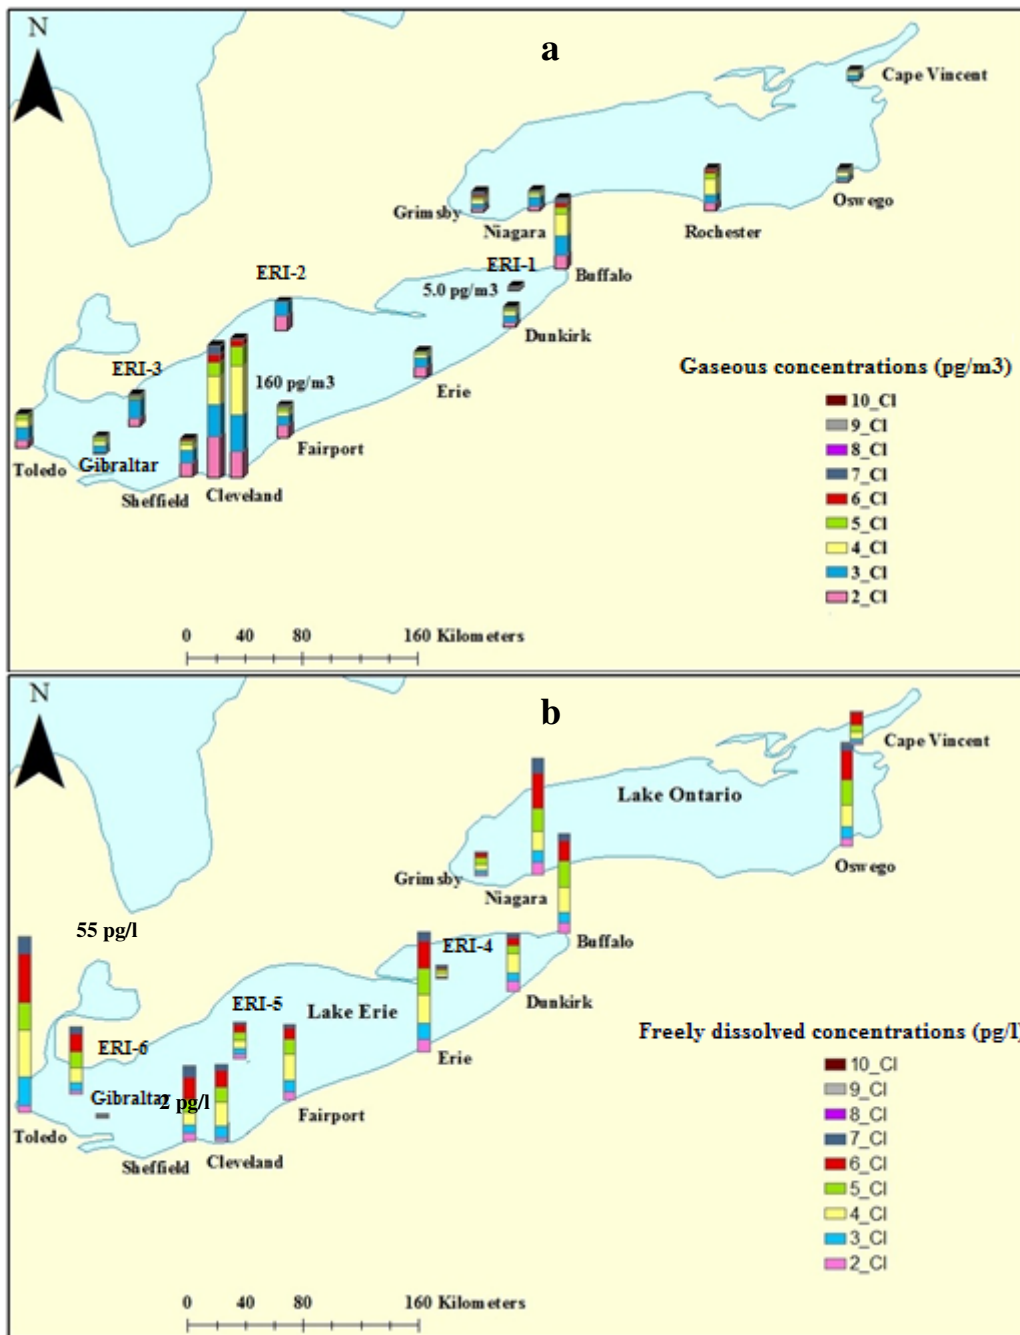 N
a
Cape Vincent
Grimsby
Niagara
Rochester
Oswego
ERI-2
ERI-1
Buffalo
5.0 pg/m3
Dunkirk
ERI-3
160 pg/m3
Erie
Gaseous concentrations (pg/m3)
10_Cl
9_Cl
8_Cl
7_Cl
6_Cl
5_Cl
4_Cl
3_Cl
2_Cl
Toledo
Gibraltar
Fairport
Sheffield
Cleveland
0 40 80 160 Kilometers
N
b
Cape Vincent
Lake Ontario
Grimsby
Niagara
Oswego
55 pg/l
Buffalo
ERI-4
ERI-5
Lake Erie
Dunkirk
ERI-6
Erie
Freely dissolved concentrations (pg/l)
10_Cl
9_Cl
8_Cl
7_Cl
6_Cl
5_Cl
4_Cl
3_Cl
2_Cl
Gibraltar
2 pg/l
Fairport
Toledo
Sheffield
Cleveland
0 40 80 160 Kilometers